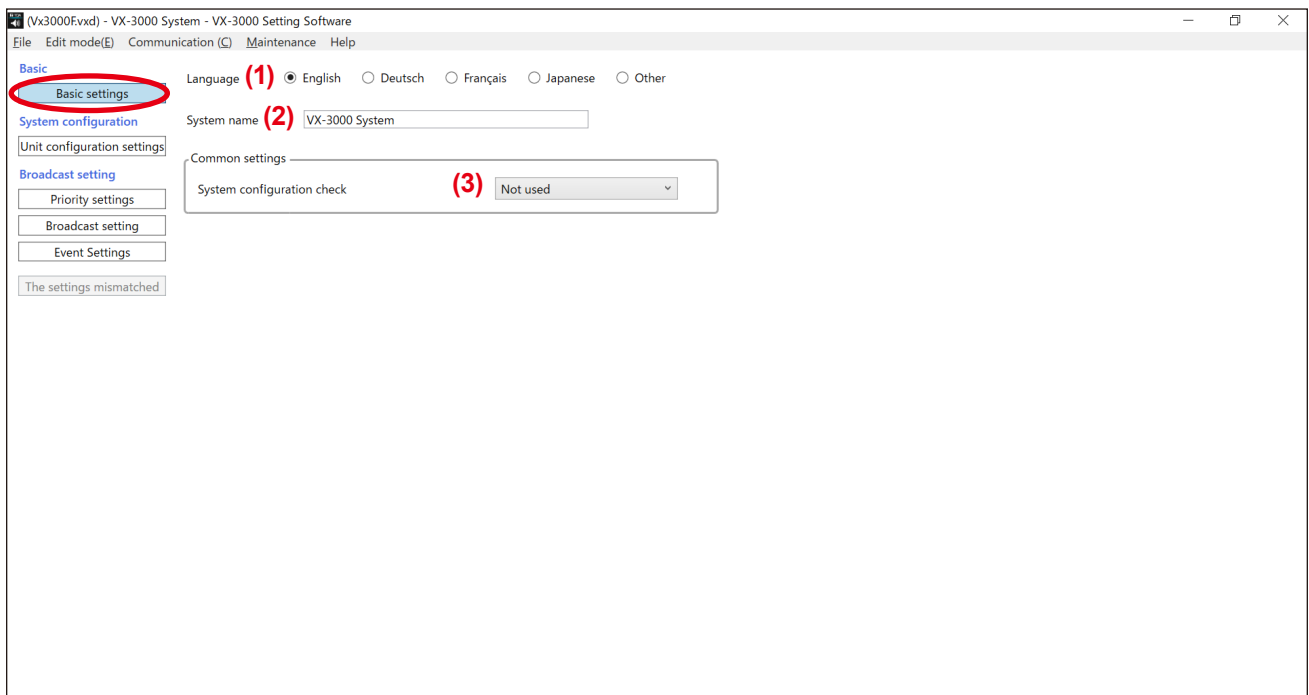 (Vx3000F.vxd) - VX-3000 System - VX-3000 Setting Software
File Edit mode(E) Communication (C) Maintenance Help
Basic
Basic settings
System configuration
Unit configuration settings
Broadcast setting
Priority settings
Broadcast setting
Event Settings
The settings mismatched
Language (1) English Deutsch Français Japanese Other
System name (2) VX-3000 System
Common settings
System configuration check (3) Not used